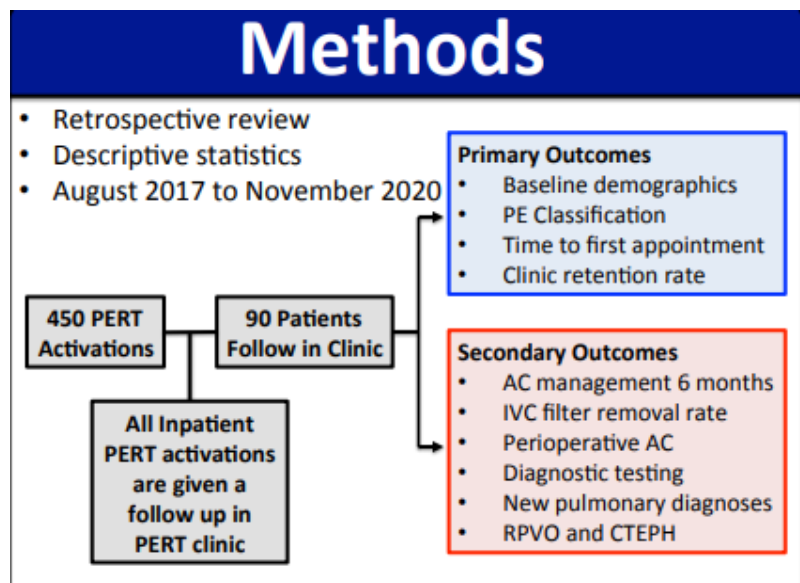 Methods
• Retrospective review
• Descriptive statistics
• August 2017 to November 2020
Primary Outcomes
• Baseline demographics
• PE Classification
• Time to first appointment
• Clinic retention rate
450 PERT
Activations
90 Patients
Follow in Clinic
All Inpatient
PERT activations
are given a
follow up in
PERT clinic
Secondary Outcomes
• AC management 6 months
• IVC filter removal rate
• Perioperative AC
• Diagnostic testing
• New pulmonary diagnoses
• RPVO and CTEPH